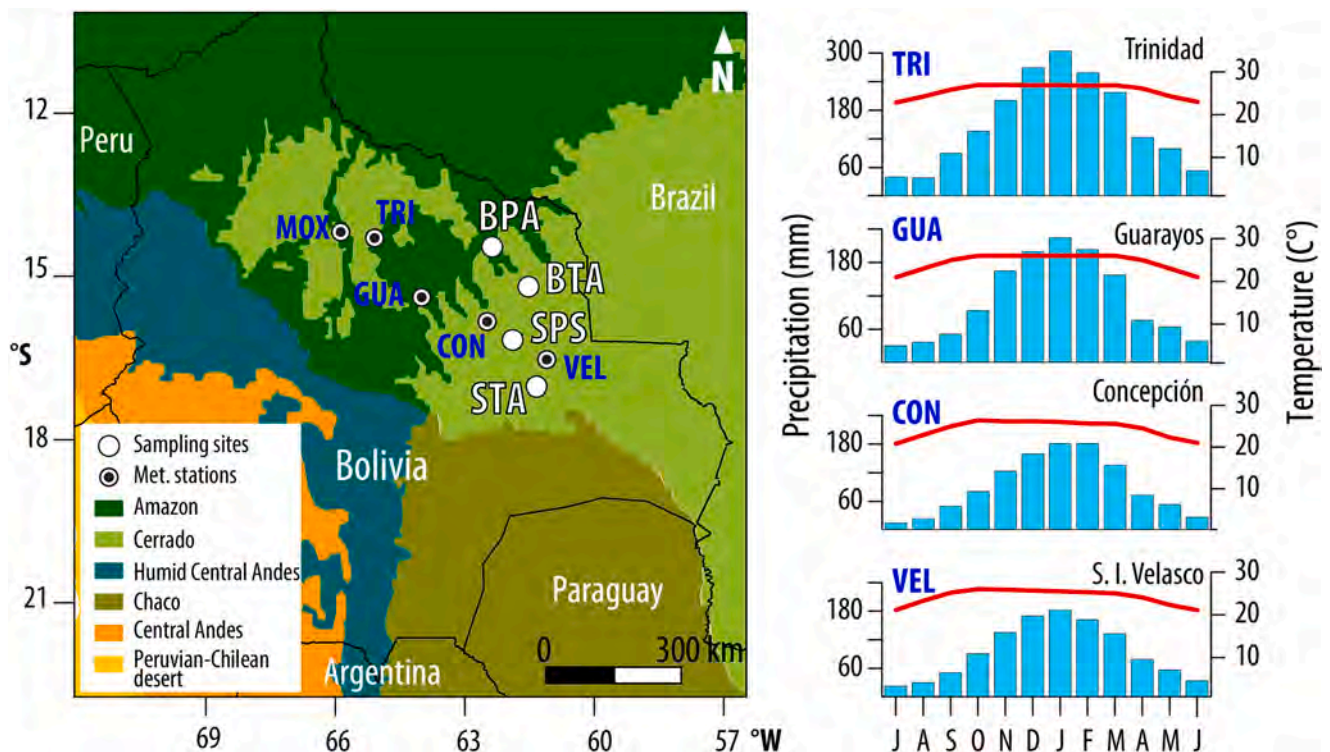 N
12
15
°S
18
21
69
66
63
60
57
°W
Peru
Brazil
MOX
TRI
BPA
BTA
GUA
CON
SPS
VEL
STA
Bolivia
Paraguay
Argentina
0
300 km
Sampling sites
Met. stations
Amazon
Cerrado
Humid Central Andes
Chaco
Central Andes
Peruvian-Chilean
desert
Precipitation (mm)
Temperature (C°)
TRI
Trinidad
300
180
60
30
20
10
GUA
Guarayos
180
60
30
20
10
CON
Concepción
180
60
30
20
10
VEL
S. I. Velasco
180
60
30
20
10
J A S O N D J F M A M J